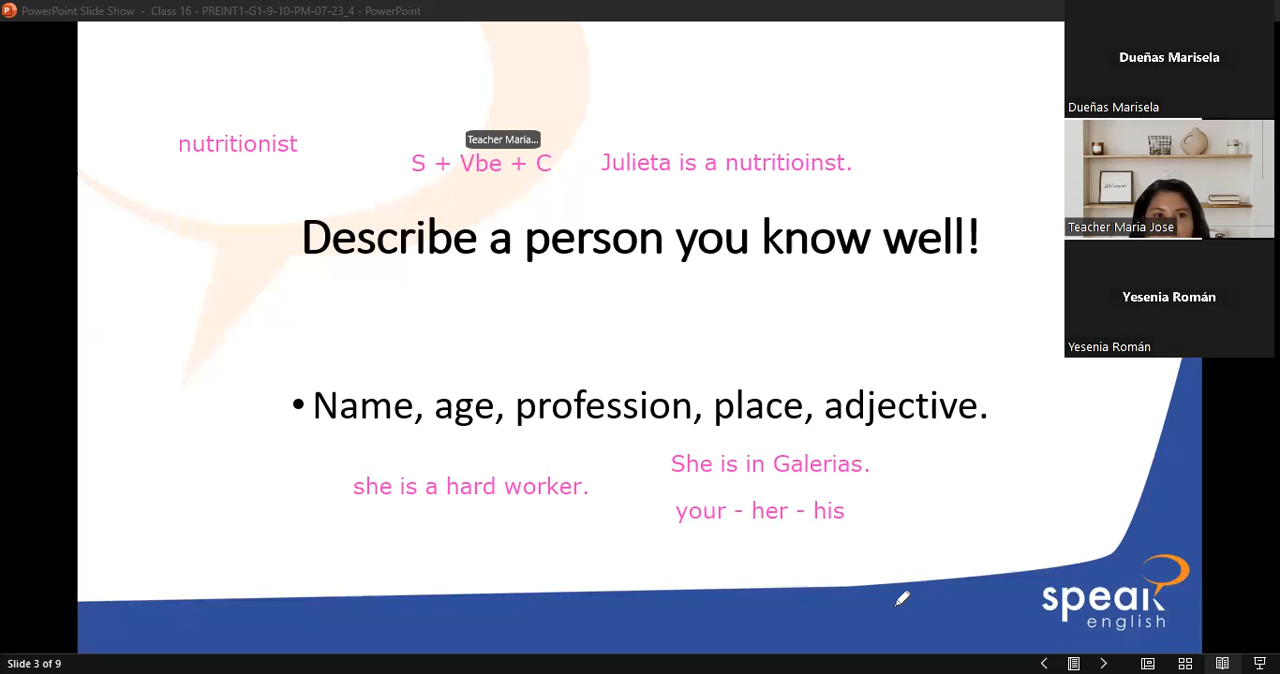 PowerPoint Slide Show - Class 16 - PREINT1-G1-9-10-PM-07-23_4 - PowerPoint
Dueñas Marisela
Dueñas Marisela
nutritionist
Teacher Maria...
S + Vbe + C
Julieta is a nutritioinst.
Teacher Maria Jose
Describe a person you know well!
Yesenia Román
Yesenia Román
• Name, age, profession, place, adjective.
She is in Galerias.
she is a hard worker.
your - her - his
speak
english
Slide 3 of 9